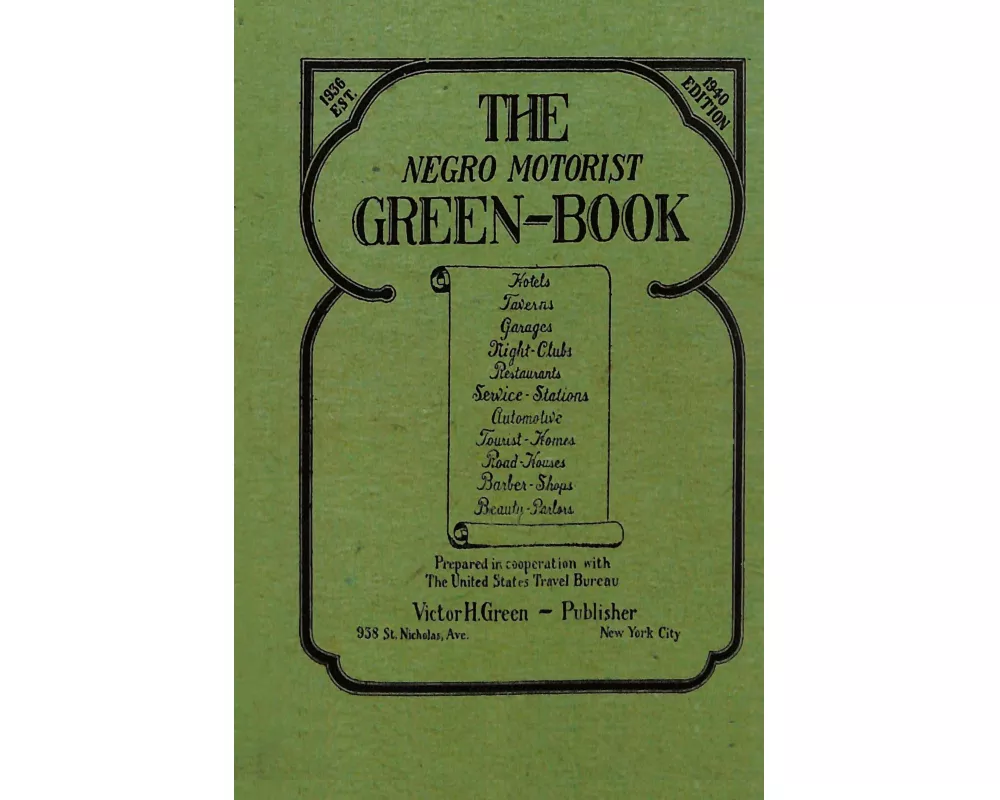 1936
EST.
1940
EDITION
THE
NEGRO MOTORIST
GREEN-BOOK
Hotels
Taverns
Garages
Night-Clubs
Restaurants
Service-Stations
Automotive
Tourist-Homes
Road-Houses
Barber-Shops
Beauty-Parlors
Prepared in cooperation with
The United States Travel Bureau
Victor H. Green - Publisher
938 St. Nicholas, Ave. New York City